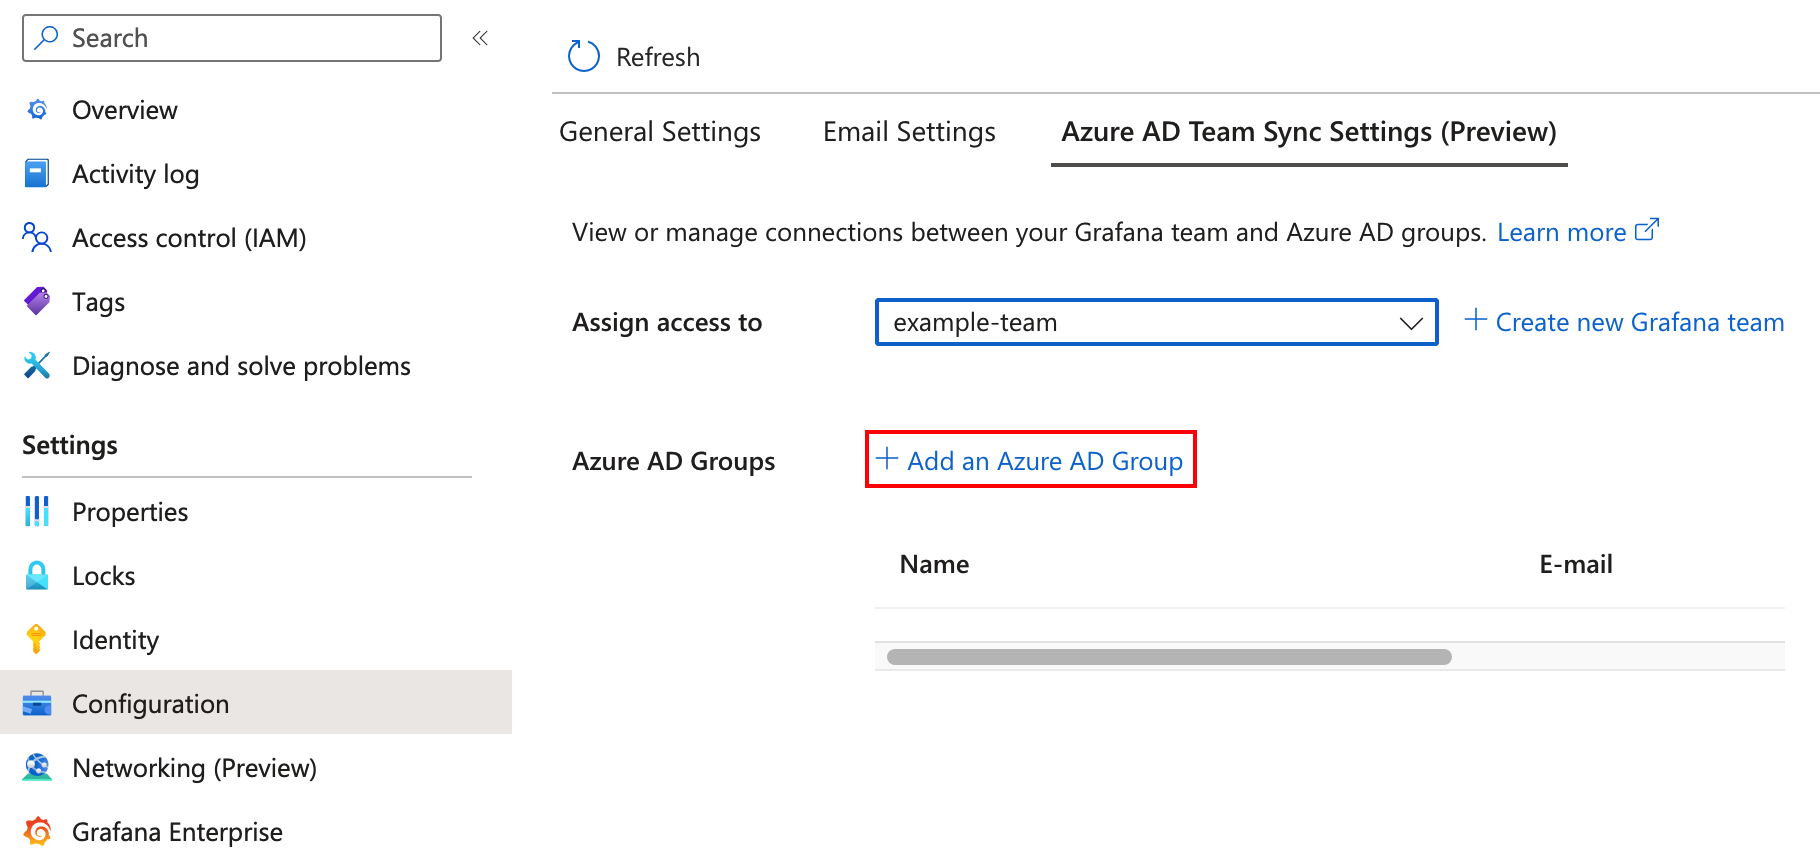 Search
Overview
Activity log
Access control (IAM)
Tags
Diagnose and solve problems
Settings
Properties
Locks
Identity
Configuration
Networking (Preview)
Grafana Enterprise
Refresh
General Settings
Email Settings
Azure AD Team Sync Settings (Preview)
View or manage connections between your Grafana team and Azure AD groups. Learn more
Assign access to
example-team
Create new Grafana team
Azure AD Groups
Add an Azure AD Group
Name
E-mail